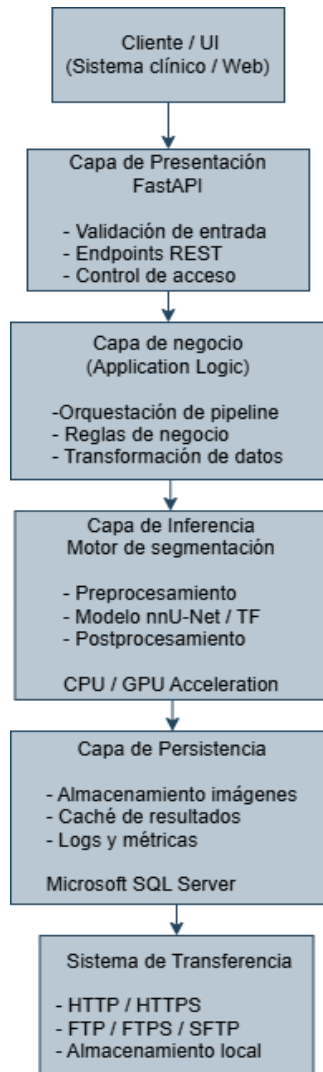 Cliente / UI
(Sistema clínico / Web)
Capa de Presentación
FastAPI
- Validación de entrada
- Endpoints REST
- Control de acceso
Capa de negocio
(Application Logic)
-Orquestación de pipeline
- Reglas de negocio
- Transformación de datos
Capa de Inferencia
Motor de segmentación
- Preprocesamiento
- Modelo nnU-Net / TF
- Postprocesamiento
CPU / GPU Acceleration
Capa de Persistencia
- Almacenamiento imágenes
- Caché de resultados
- Logs y métricas
Microsoft SQL Server
Sistema de Transferencia
- HTTP / HTTPS
- FTP / FTPS / SFTP
- Almacenamiento local